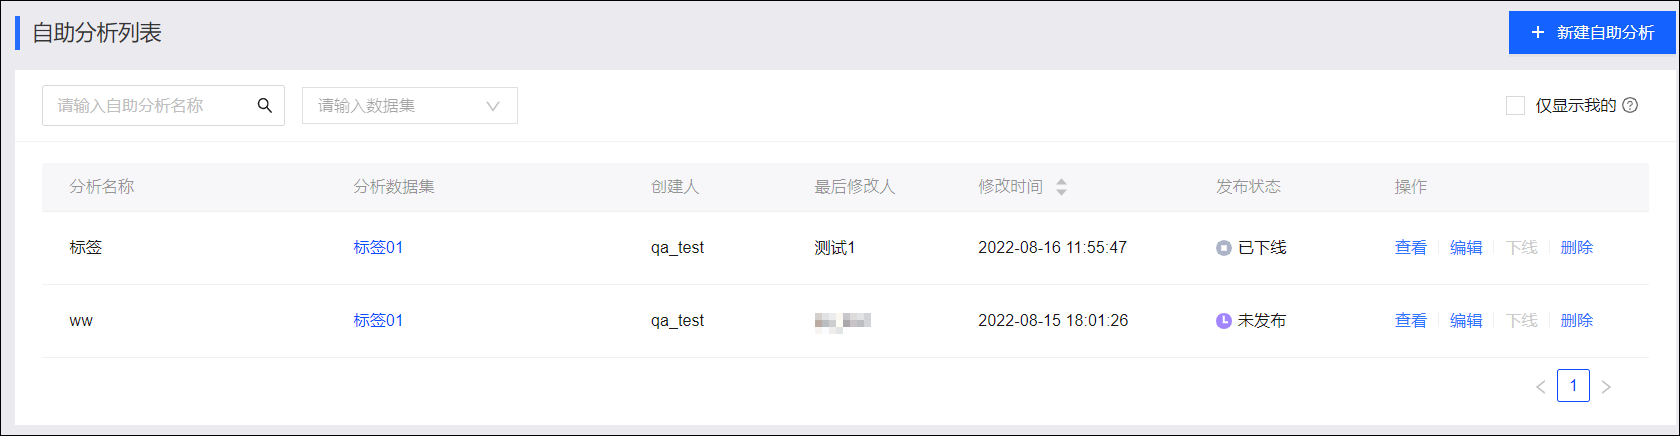 自助分析列表
+ 新建自助分析
请输入自助分析名称 请输入数据集 仅显示我的
分析名称 分析数据集 创建人 最后修改人 修改时间 发布状态 操作
标签 标签01 qa_test 测试1 2022-08-16 11:55:47 已下线 查看 编辑 下线 删除
ww 标签01 qa_test 2022-08-15 18:01:26 未发布 查看 编辑 下线 删除
< 1 >